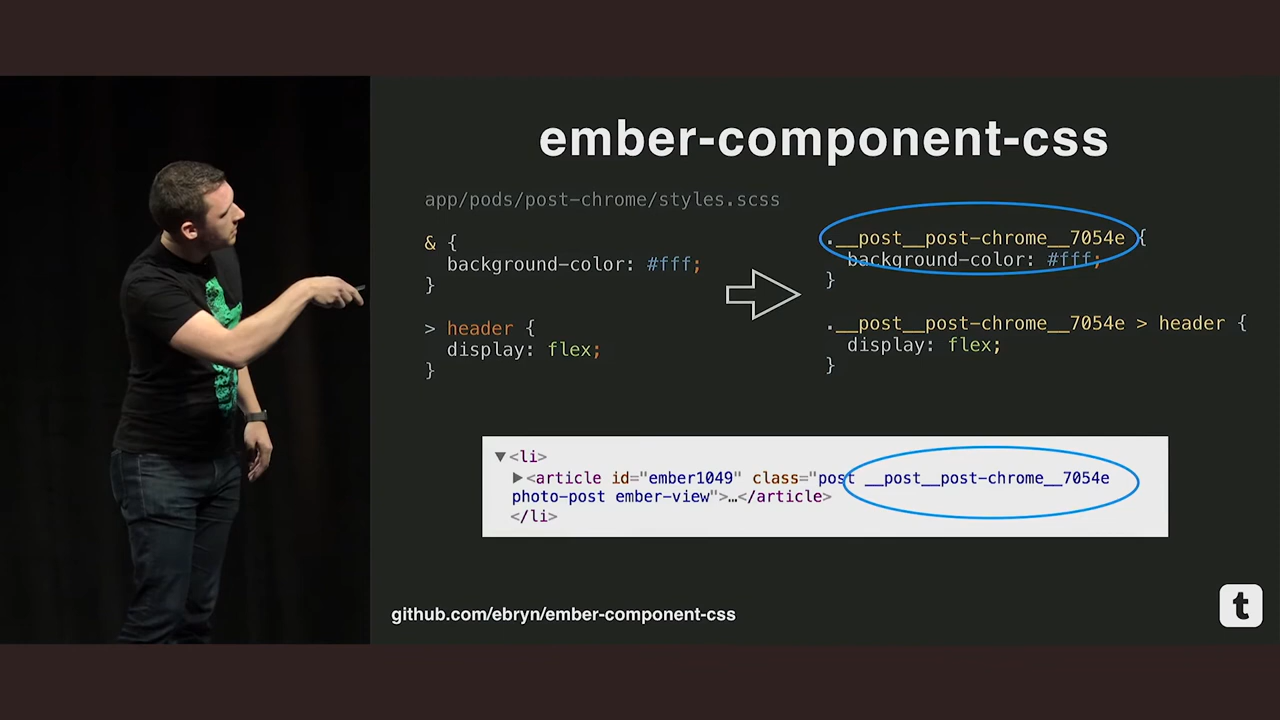 ember-component-css
app/pods/post-chrome/styles.scss
& {
background-color: #fff;
}
> header {
display: flex;
}
.__post__post-chrome__7054e {
background-color: #fff;
}
.__post__post-chrome__7054e > header {
display: flex;
}
▼<li>
▶<article id="ember1049" class="post __post__post-chrome__7054e
photo-post ember-view">…</article>
</li>
github.com/ebryn/ember-component-css
t